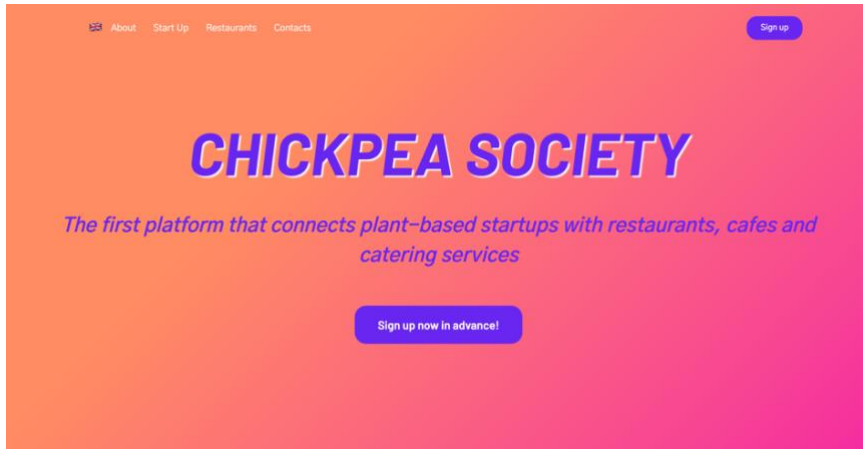 About Start Up Restaurants Contacts Sign up
CHICKPEA SOCIETY
The first platform that connects plant-based startups with restaurants, cafes and
catering services
Sign up now in advance!